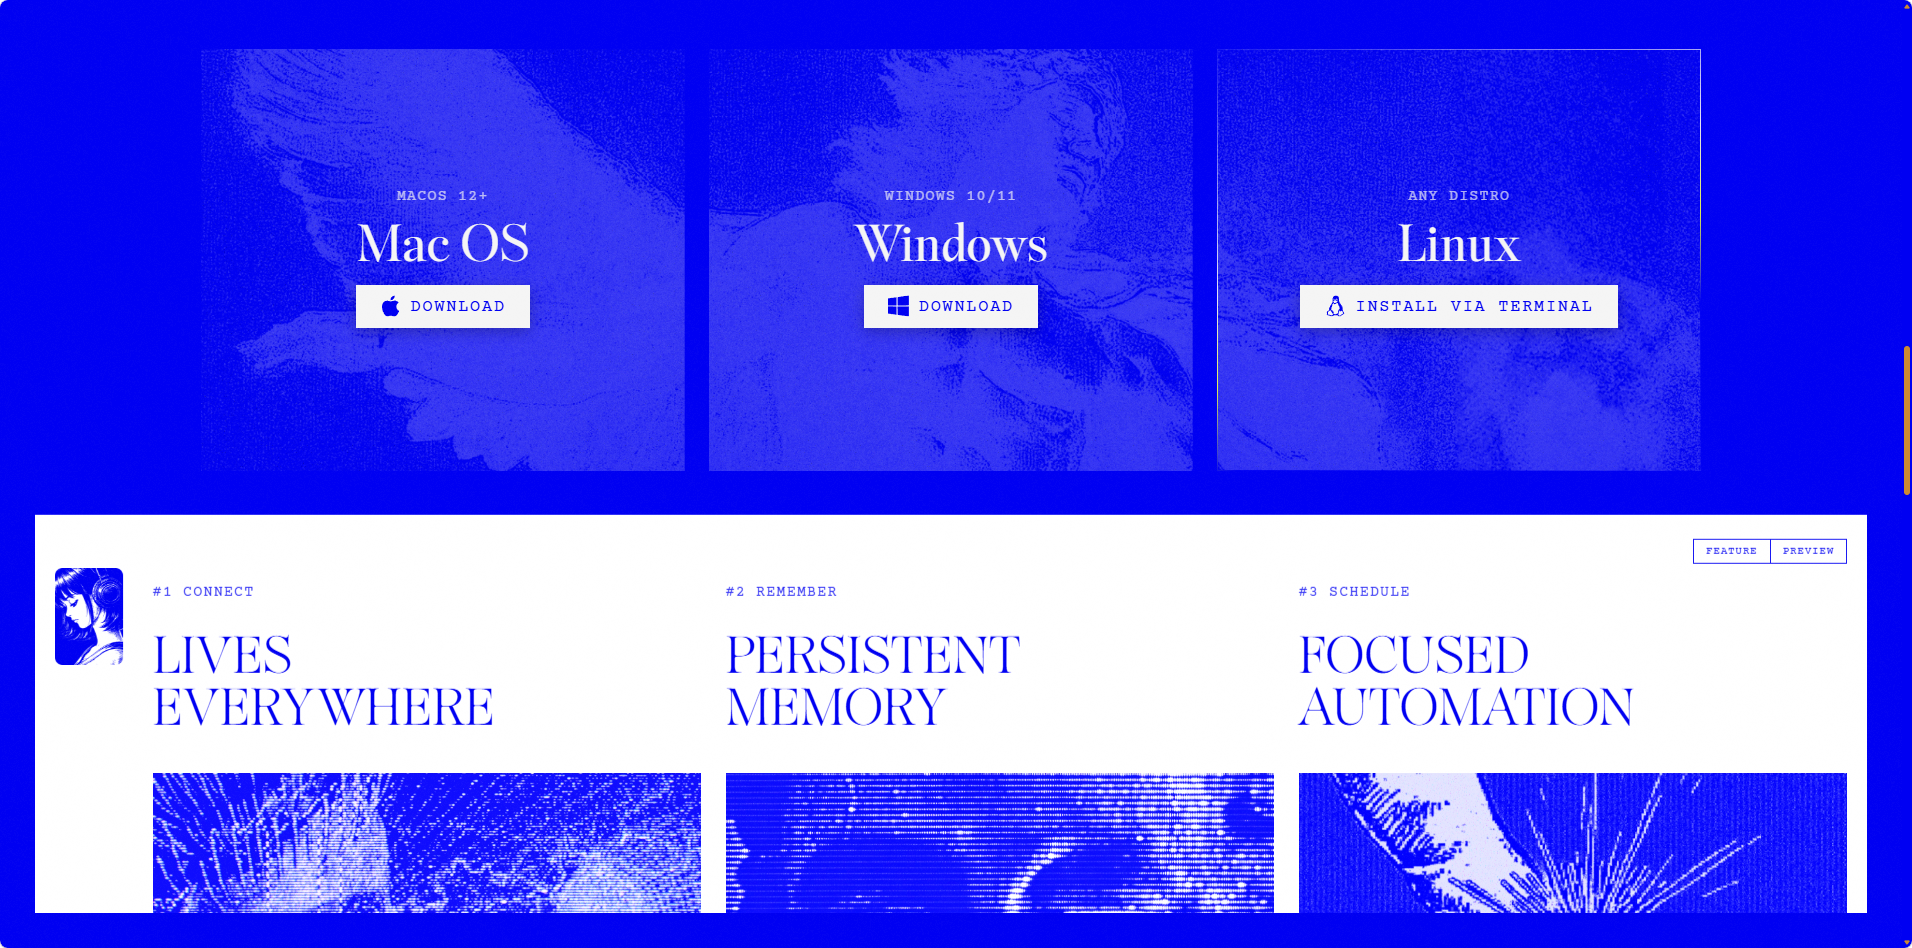 MACOS 12+
Mac OS
DOWNLOAD
WINDOWS 10/11
Windows
DOWNLOAD
ANY DISTRO
Linux
INSTALL VIA TERMINAL
FEATURE
PREVIEW
#1 CONNECT
LIVES
EVERYWHERE
#2 REMEMBER
PERSISTENT
MEMORY
#3 SCHEDULE
FOCUSED
AUTOMATION